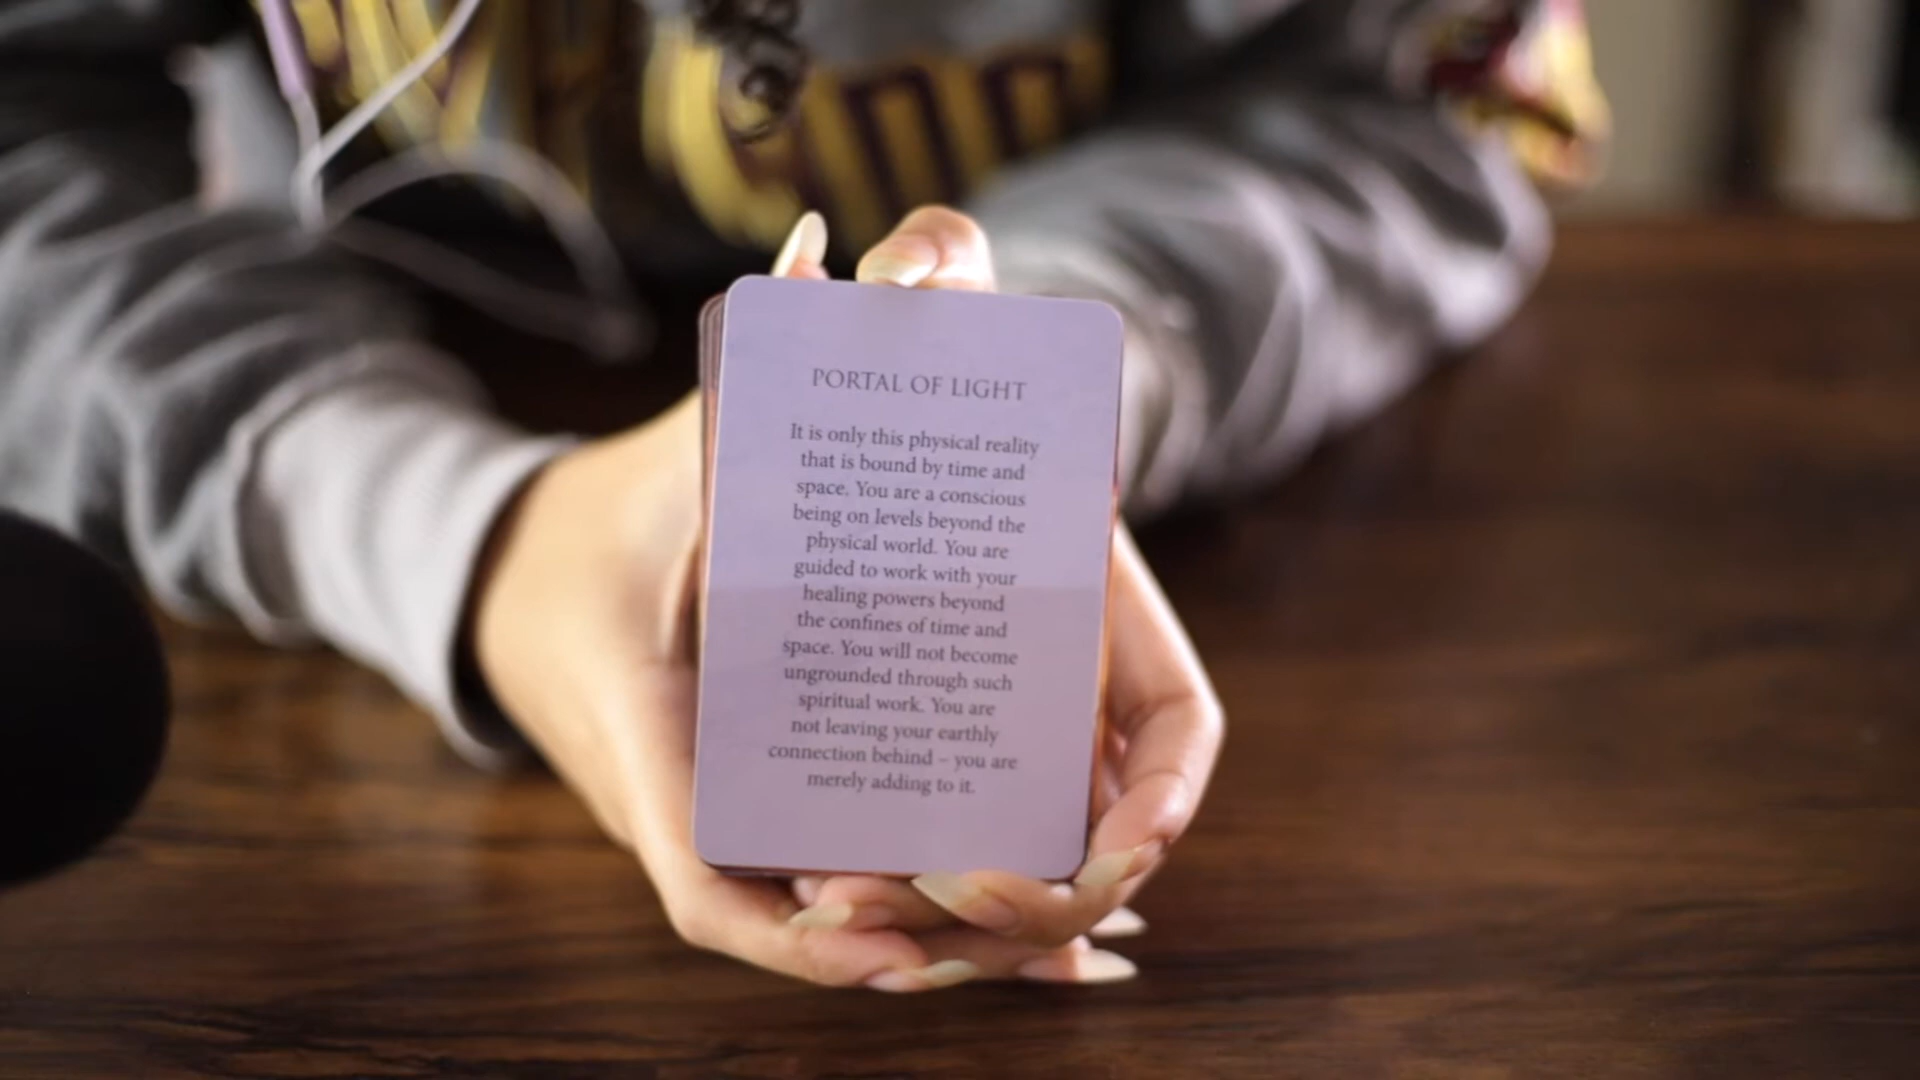 PORTAL OF LIGHT
It is only this physical reality
that is bound by time and
space. You are a conscious
being on levels beyond the
physical world. You are
guided to work with your
healing powers beyond
the confines of time and
space. You will not become
ungrounded through such
spiritual work. You are
not leaving your earthly
connection behind – you are
merely adding to it.